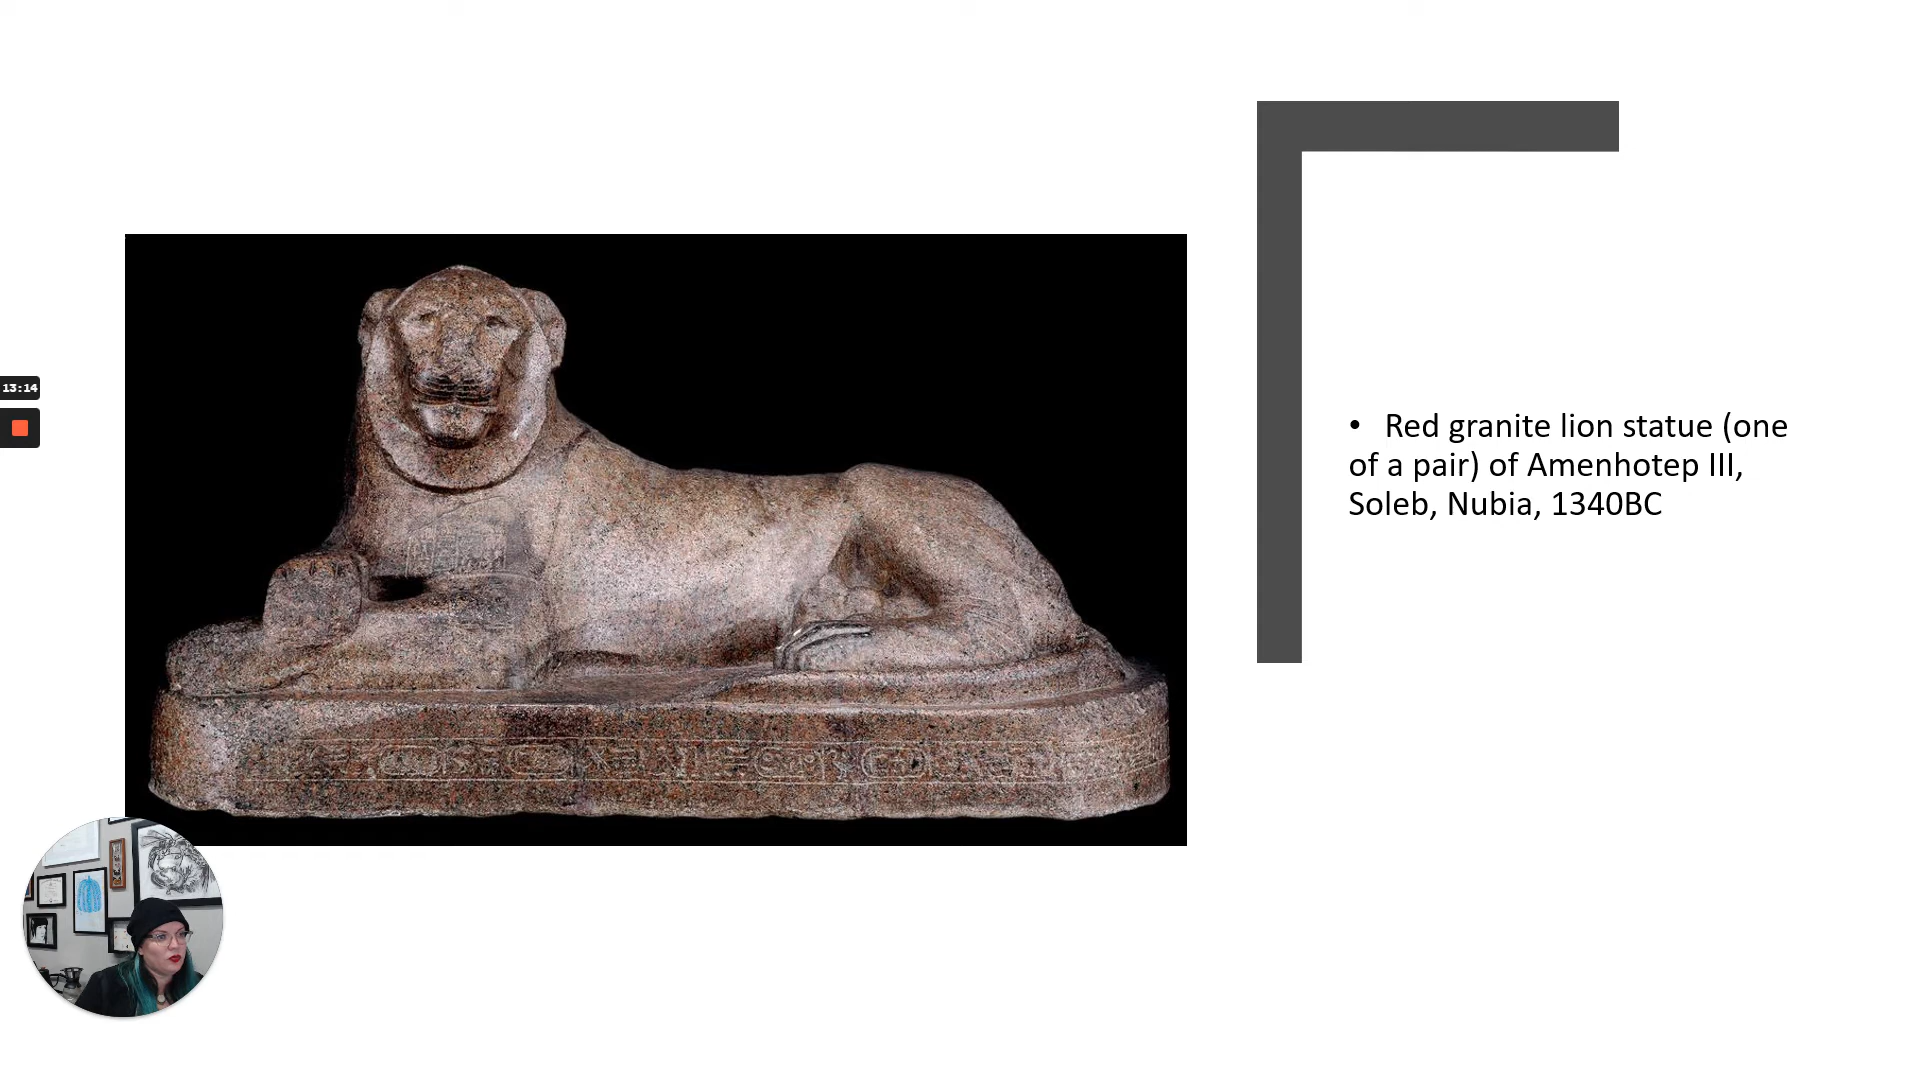 13:14
• Red granite lion statue (one
of a pair) of Amenhotep III,
Soleb, Nubia, 1340BC